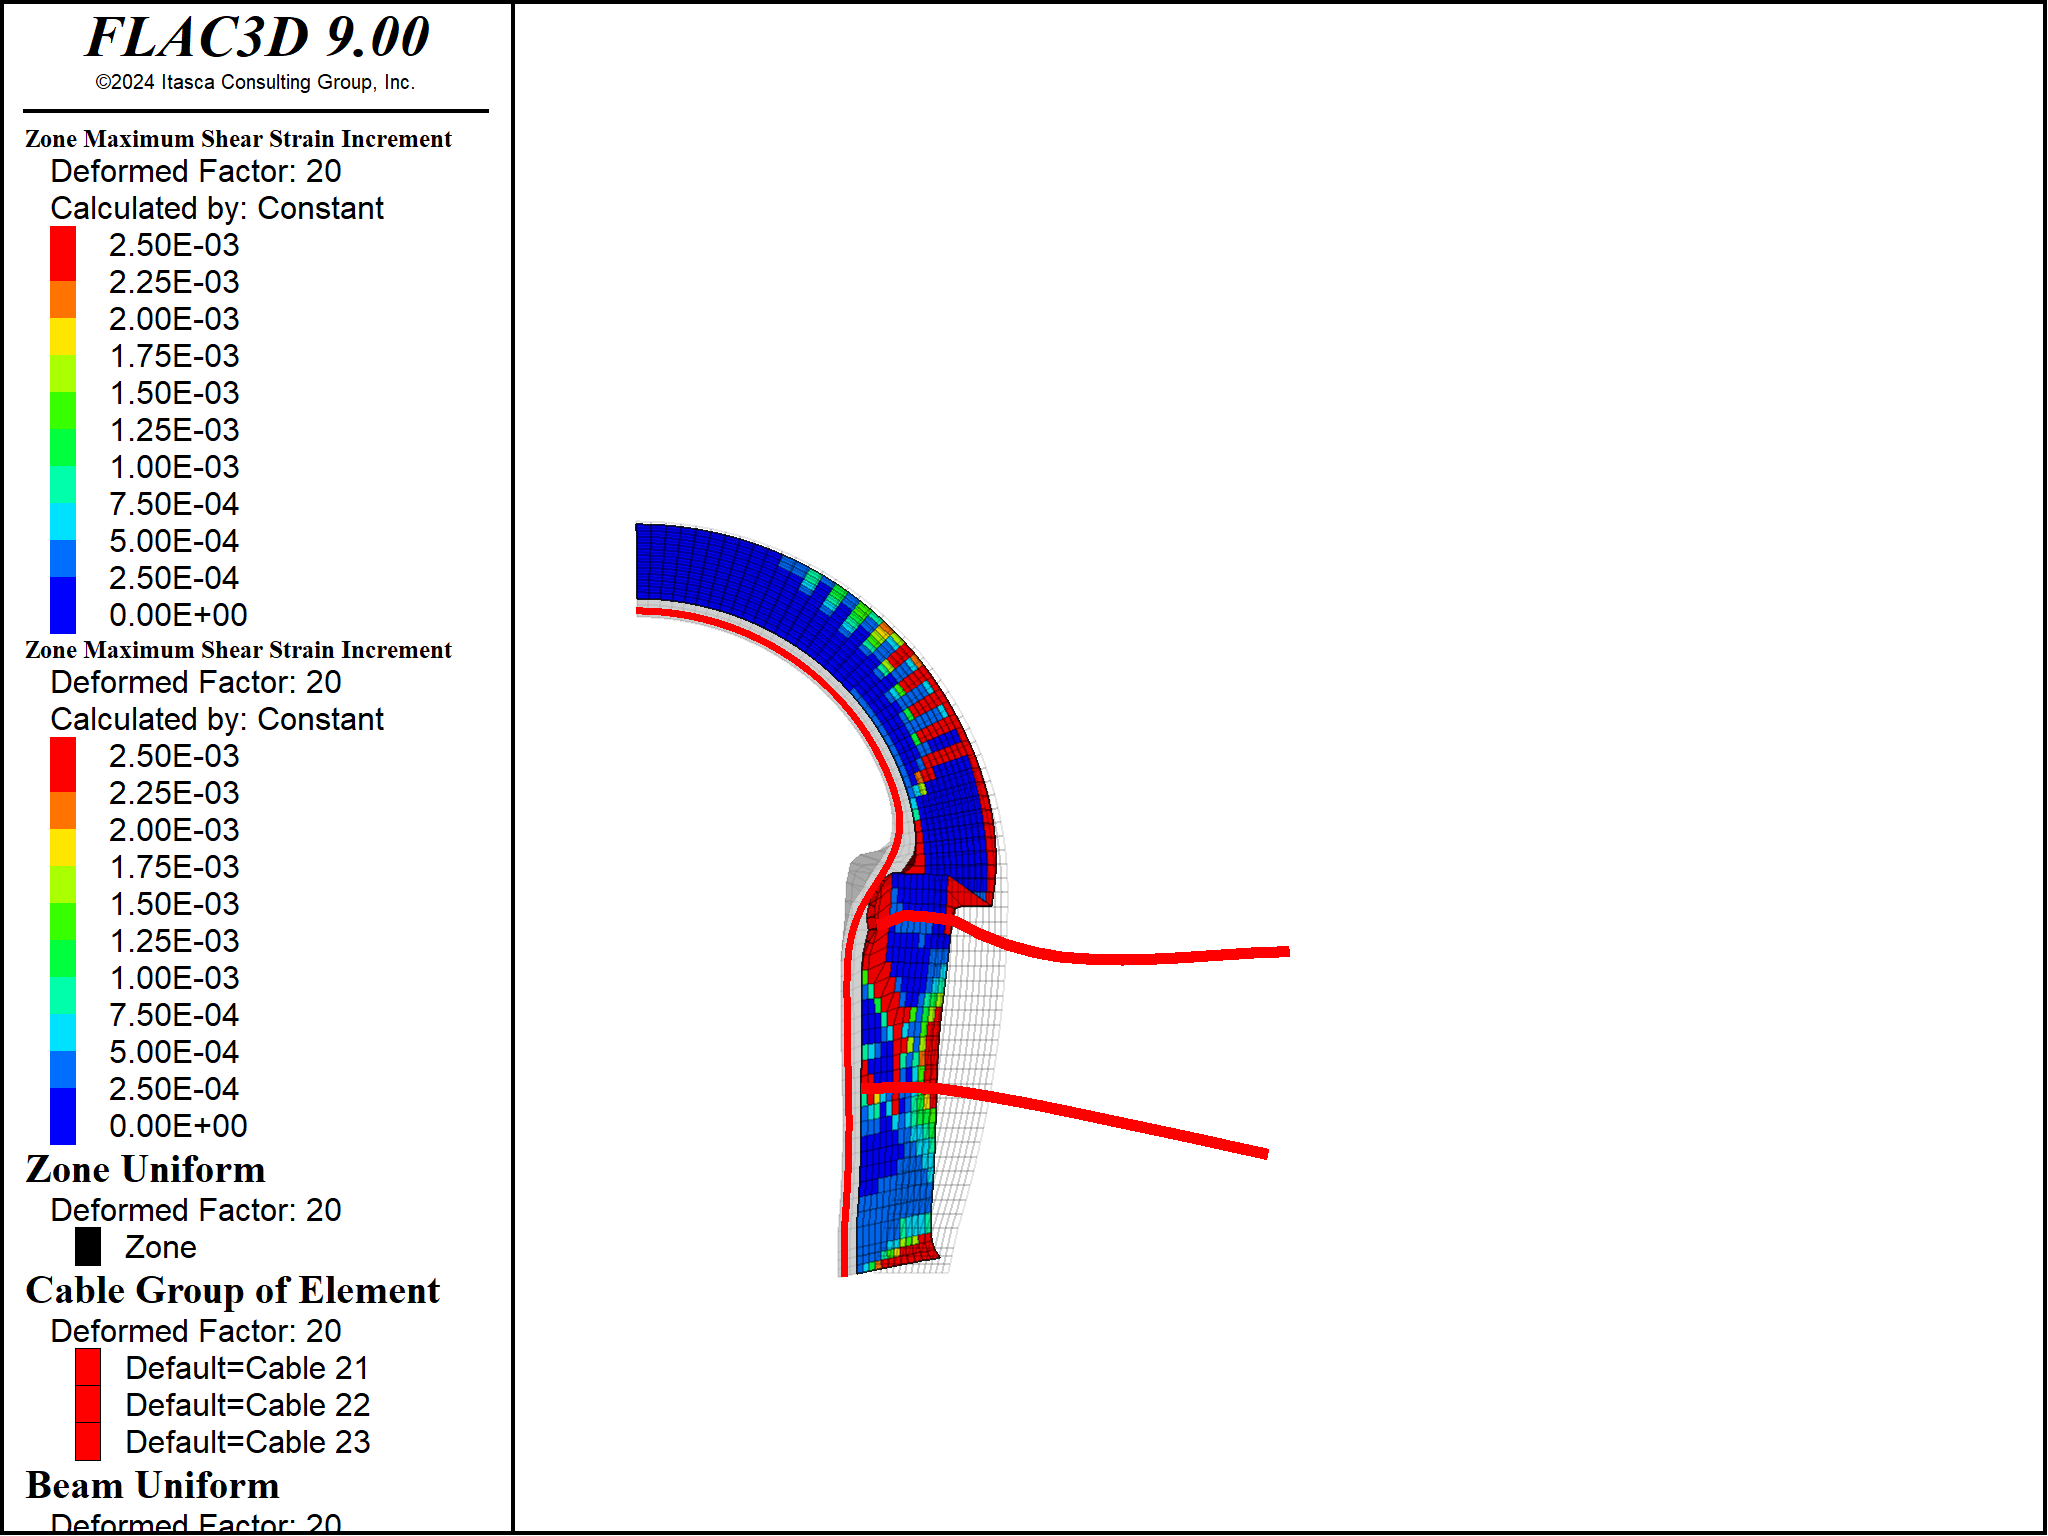 FLAC3D 9.00
©2024 Itasca Consulting Group, Inc.
Zone Maximum Shear Strain Increment
Deformed Factor: 20
Calculated by: Constant
2.50E-03
2.25E-03
2.00E-03
1.75E-03
1.50E-03
1.25E-03
1.00E-03
7.50E-04
5.00E-04
2.50E-04
0.00E+00
Zone Maximum Shear Strain Increment
Deformed Factor: 20
Calculated by: Constant
2.50E-03
2.25E-03
2.00E-03
1.75E-03
1.50E-03
1.25E-03
1.00E-03
7.50E-04
5.00E-04
2.50E-04
0.00E+00
Zone Uniform
Deformed Factor: 20
Zone
Cable Group of Element
Deformed Factor: 20
Default=Cable 21
Default=Cable 22
Default=Cable 23
Beam Uniform
Deformed Factor: 20